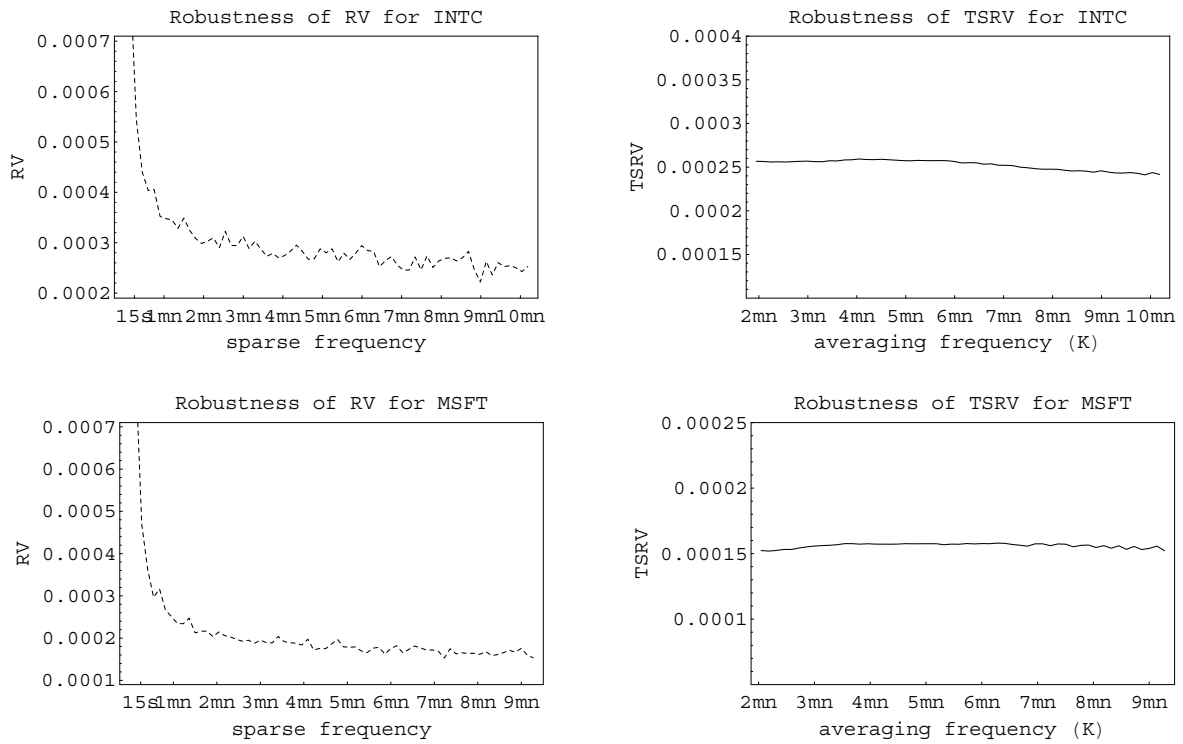 Robustness of RV for INTC
0.0007
0.0006
0.0005
0.0004
0.0003
0.0002
RV
15s 1mn 2mn 3mn 4mn 5mn 6mn 7mn 8mn 9mn 10mn
sparse frequency
Robustness of TSRV for INTC
0.0004
0.00035
0.0003
0.00025
0.0002
0.00015
TSRV
2mn 3mn 4mn 5mn 6mn 7mn 8mn 9mn 10mn
averaging frequency (K)
Robustness of RV for MSFT
0.0007
0.0006
0.0005
0.0004
0.0003
0.0002
0.0001
RV
15s 1mn 2mn 3mn 4mn 5mn 6mn 7mn 8mn 9mn
sparse frequency
Robustness of TSRV for MSFT
0.00025
0.0002
0.00015
0.0001
TSRV
2mn 3mn 4mn 5mn 6mn 7mn 8mn 9mn
averaging frequency (K)